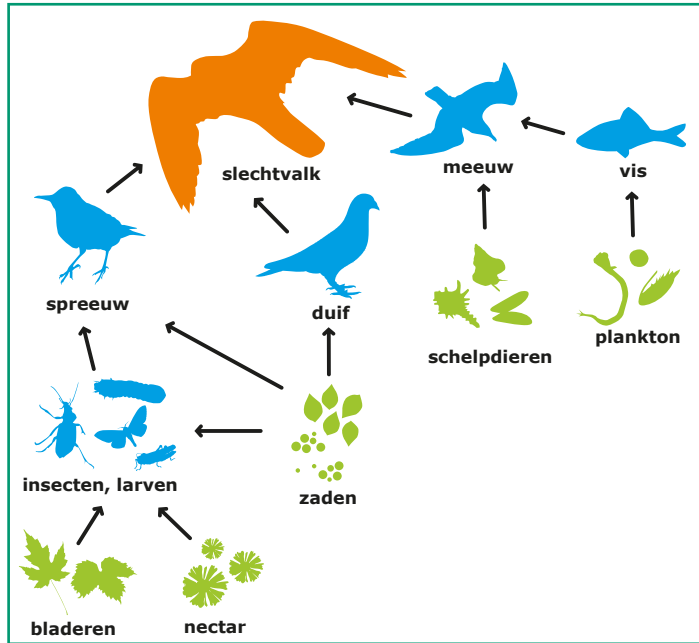 slechtvalk
meeuw
vis
spreeuw
duif
schelpdieren
plankton
insecten, larven
zaden
bladeren
nectar